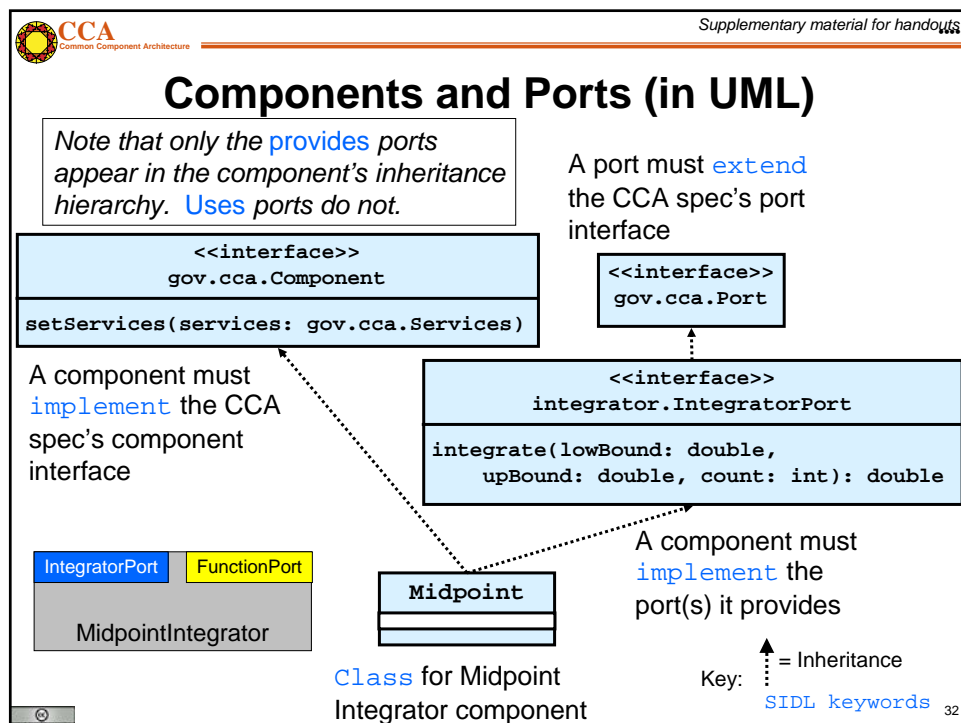 CCA
Common Component Architecture
Supplementary material for handouts
Components and Ports (in UML)
Note that only the provides ports
appear in the component's inheritance
hierarchy. Uses ports do not.
A port must extend
the CCA spec's port
interface
<<interface>>
gov.cca.Component
setServices(services: gov.cca.Services)
<<interface>>
gov.cca.Port
A component must
implement the CCA
spec's component
interface
<<interface>>
integrator.IntegratorPort
integrate(lowBound: double,
upBound: double, count: int): double
IntegratorPort
FunctionPort
MidpointIntegrator
Midpoint
A component must
implement the
port(s) it provides
Class for Midpoint
Integrator component
Key:
= Inheritance
SIDL keywords
32
cc